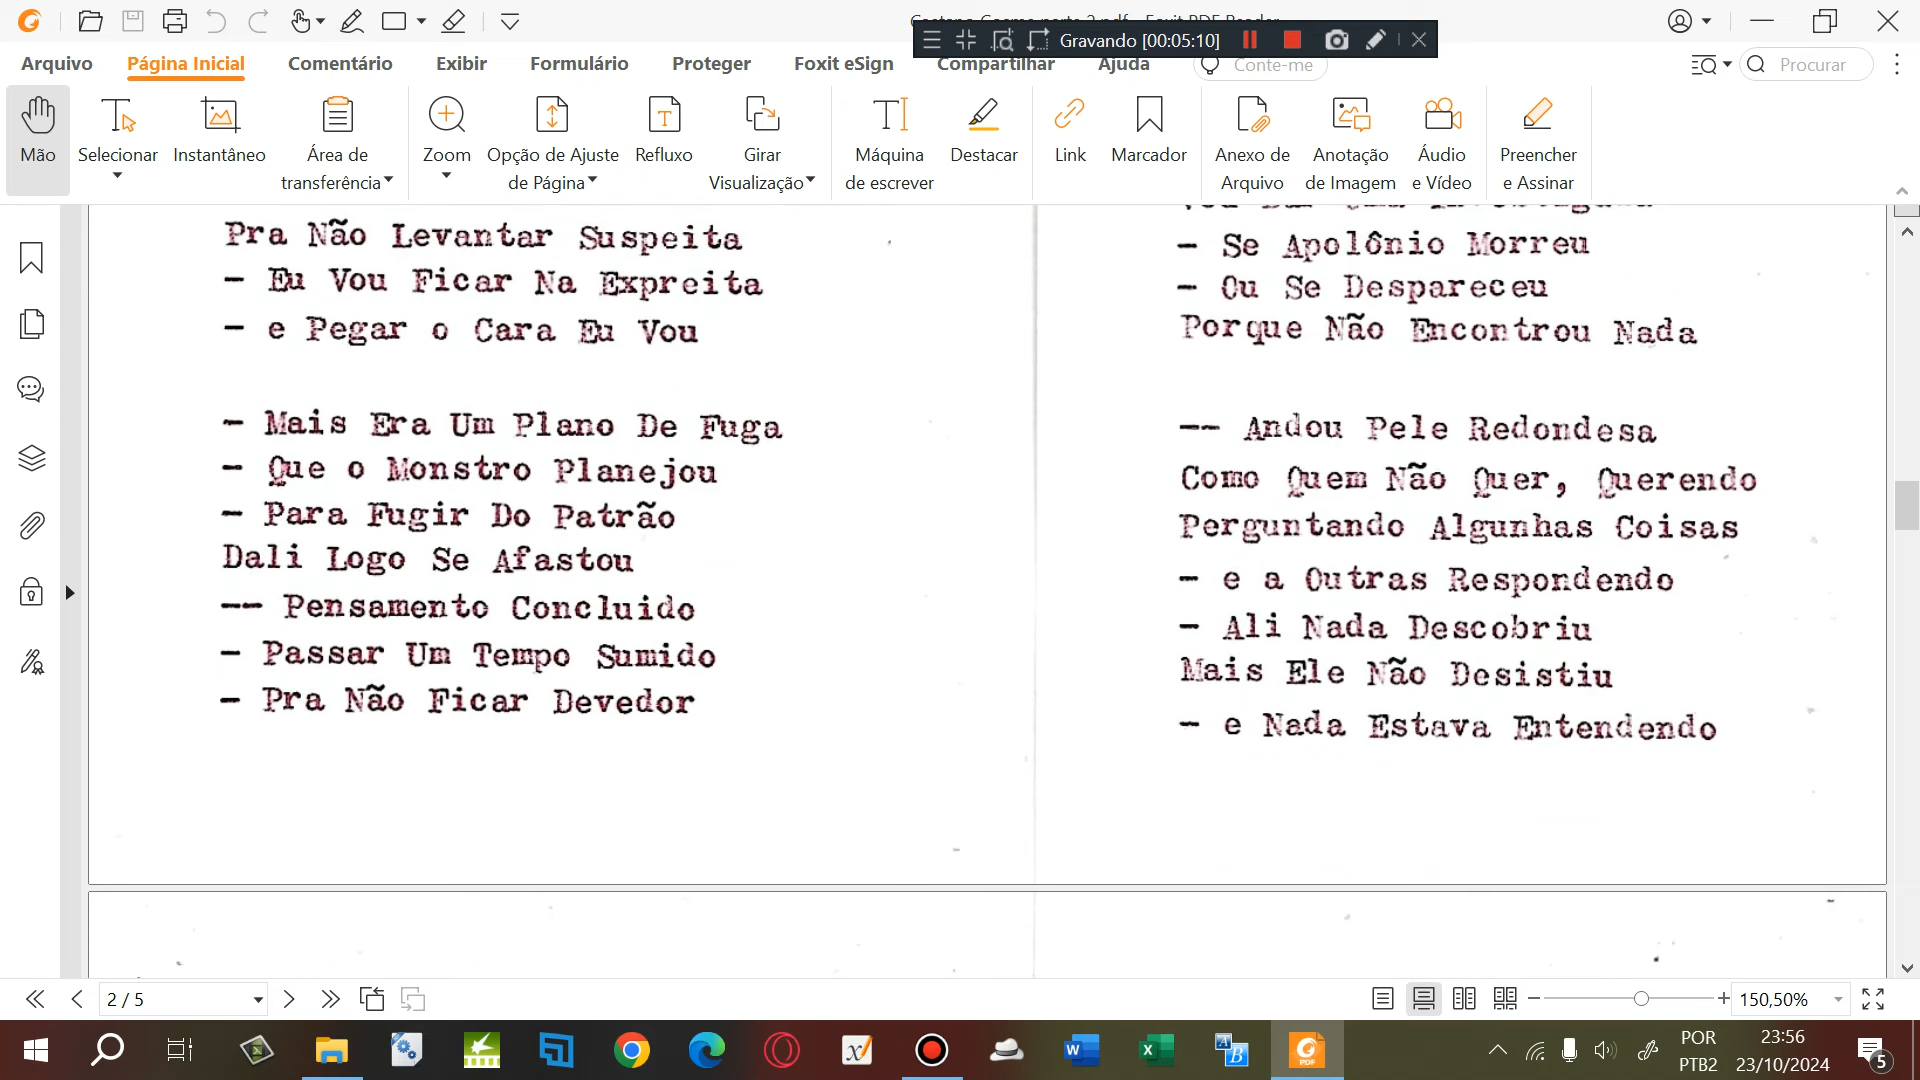 Gravando [00:05:10]
Arquivo
Página Inicial
Comentário
Exibir
Formulário
Proteger
Foxit eSign
Compartilhar
Ajuda
Conte-me
Procurar
Mão
Selecionar
Instantâneo
Área de transferência
Zoom
Opção de Ajuste de Página
Refluxo
Girar Visualização
Máquina de escrever
Destacar
Link
Marcador
Anexo de Arquivo
Anotação de Imagem
Áudio e Vídeo
Preencher e Assinar
Pra Não Levantar Suspeita
- Eu Vou Ficar Na Expreita
- e Pegar o Cara Eu Vou
- Mais Era Um Plano De Fuga
- Que o Monstro Planejou
- Para Fugir Do Patrão
Dali Logo Se Afastou
-- Pensamento Concluido
- Passar Um Tempo Sumido
- Pra Não Ficar Devedor
- Se Apolônio Morreu
- Ou Se Despareceu
Porque Não Encontrou Nada
-- Andou Pele Redondesa
Como Quem Não Quer, Querendo
Perguntando Algunhas Coisas
- e a Outras Respondendo
- Ali Nada Descobriu
Mais Ele Não Desistiu
- e Nada Estava Entendendo
2 / 5
150,50%
POR
PTB2
23:56
23/10/2024
5